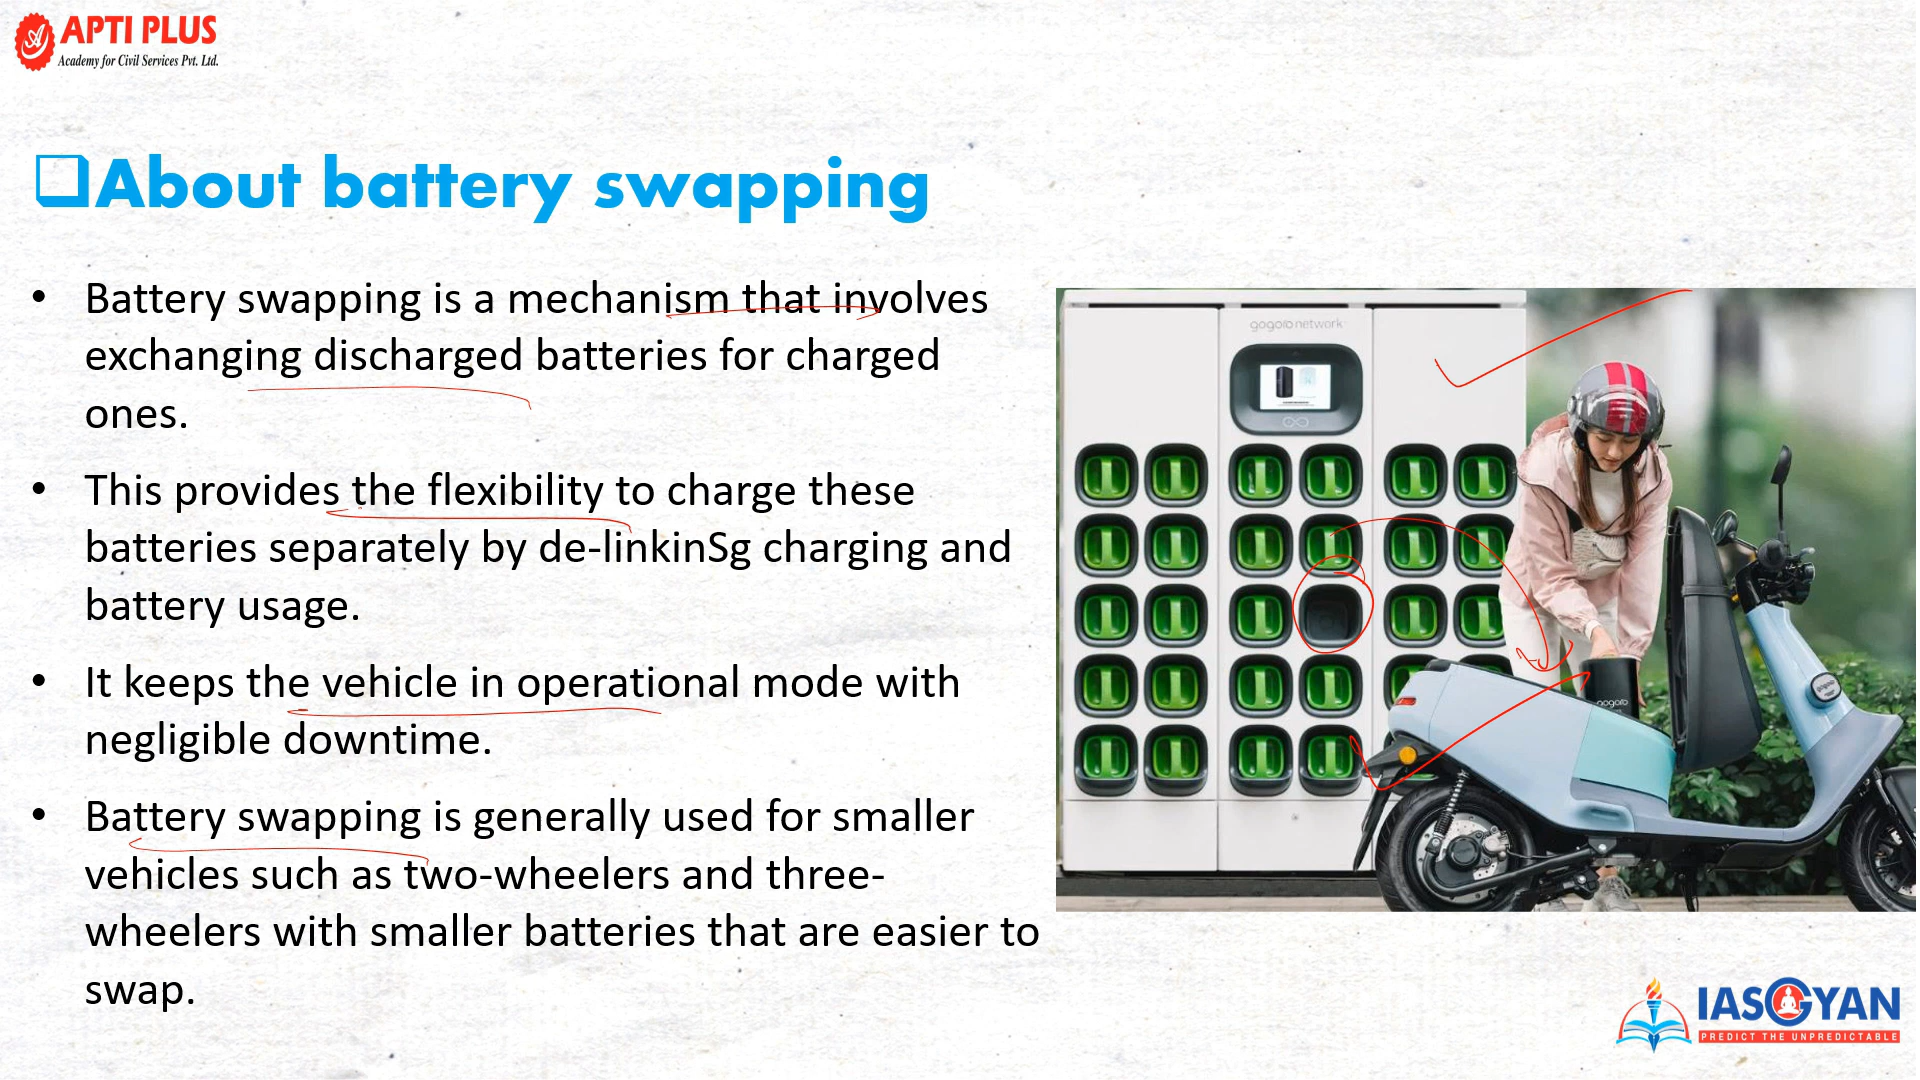 APTI PLUS
Academy for Civil Services Pvt. Ltd.
About battery swapping
• Battery swapping is a mechanism that involves
exchanging discharged batteries for charged
ones.
• This provides the flexibility to charge these
batteries separately by de-linkinSg charging and
battery usage.
• It keeps the vehicle in operational mode with
negligible downtime.
• Battery swapping is generally used for smaller
vehicles such as two-wheelers and three-
wheelers with smaller batteries that are easier to
swap.
gogoro network
gogoro
IASGYAN
PREDICT THE UNPREDICTABLE